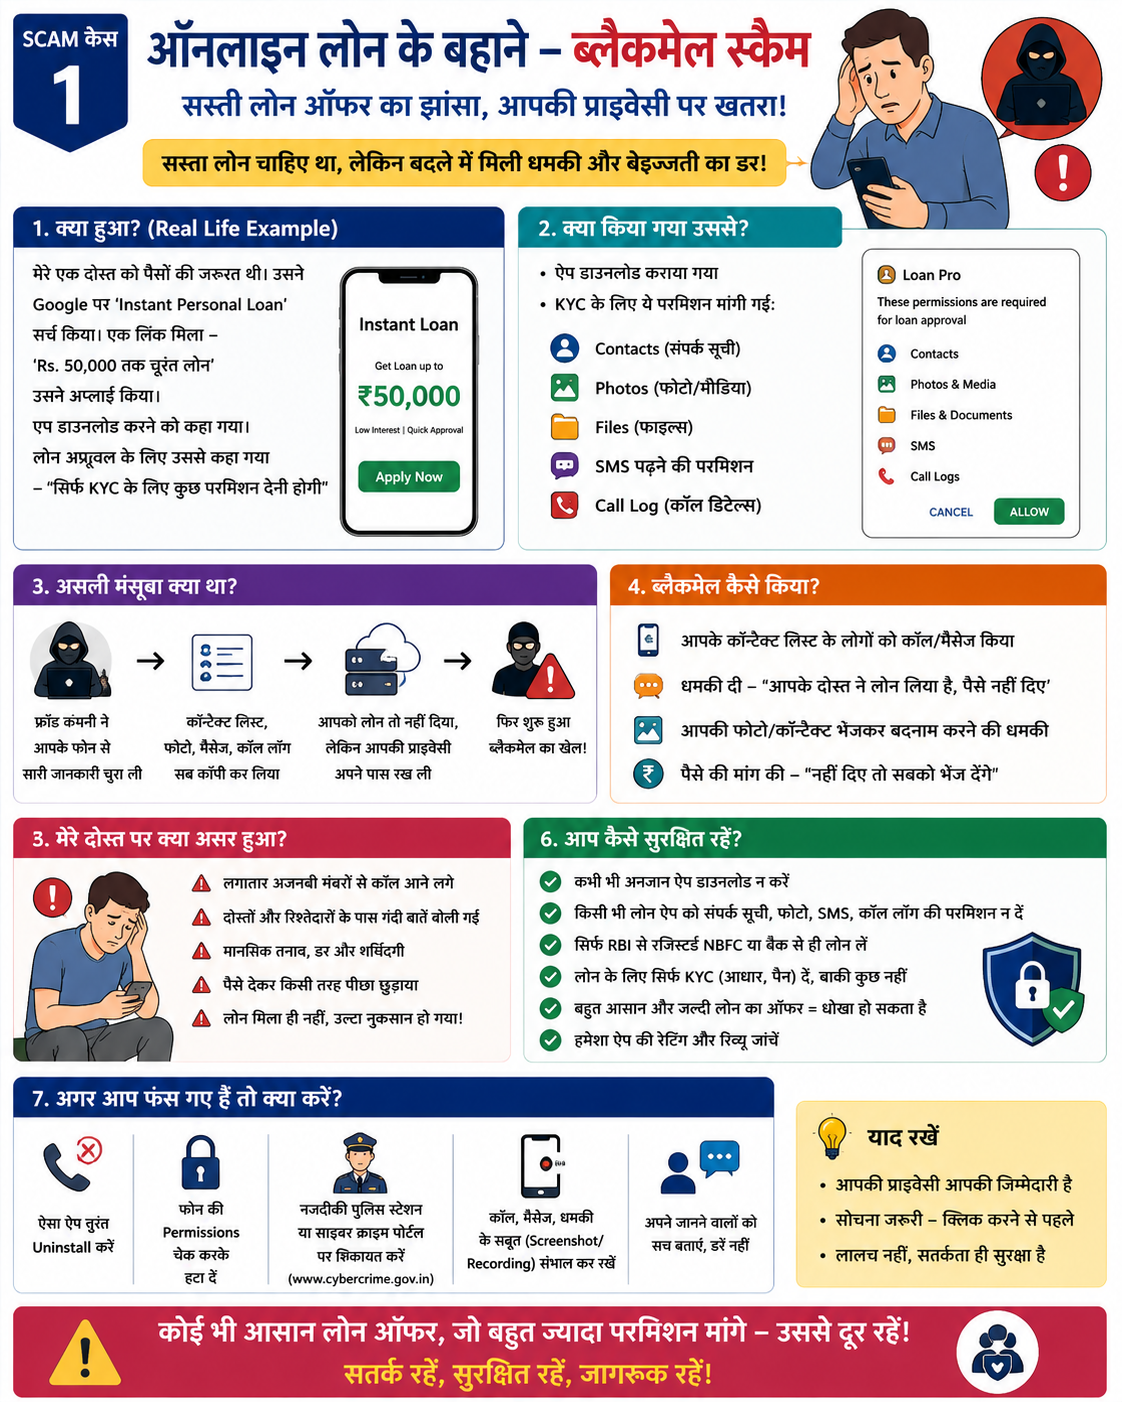 SCAM केस
1
ऑनलाइन लोन के बहाने – ब्लैकमेल स्कैम
सस्ती लोन ऑफर का झांसा, आपकी प्राइवेसी पर खतरा!
सस्ता लोन चाहिए था, लेकिन बदले में मिली धमकी और बेइज्जती का डर!
1. क्या हुआ? (Real Life Example)
मेरे एक दोस्त को पैसों की जरूरत थी। उसने
Google पर ‘Instant Personal Loan’
सर्च किया। एक लिंक मिला –
‘Rs. 50,000 तक चूरंत लोन’
उसने अप्लाई किया।
एप डाउनलोड करने को कहा गया।
लोन अप्रूवल के लिए उससे कहा गया
– “सिर्फ KYC के लिए कुछ परमिशन देनी होगी”
Instant Loan
Get Loan up to
₹50,000
Low Interest | Quick Approval
Apply Now
2. क्या किया गया उससे?
• ऐप डाउनलोड कराया गया
• KYC के लिए ये परमिशन मांगी गई:
Contacts (संपर्क सूची)
Photos (फोटो/मीडिया)
Files (फाइल्स)
SMS पढ़ने की परमिशन
Call Log (कॉल डिटेल्स)
Loan Pro
These permissions are required
for loan approval
Contacts
Photos & Media
Files & Documents
SMS
Call Logs
CANCEL
ALLOW
3. असली मंसूबा क्या था?
फ्रॉड कंपनी ने
आपके फोन से
सारी जानकारी चुरा ली
कॉन्टेक्ट लिस्ट,
फोटो, मैसेज, कॉल लॉग
सब कॉपी कर लिया
आपको लोन तो नहीं दिया,
लेकिन आपकी प्राइवेसी
अपने पास रख ली
फिर शुरू हुआ
ब्लैकमेल का खेल!
4. ब्लैकमेल कैसे किया?
आपके कॉन्टैक्ट लिस्ट के लोगों को कॉल/मैसेज किया
धमकी दी – “आपके दोस्त ने लोन लिया है, पैसे नहीं दिए’
आपकी फोटो/कॉन्टैक्ट भेंजकर बदनाम करने की धमकी
पैसे की मांग की – “नहीं दिए तो सबको भेंज देंगे”
3. मेरे दोस्त पर क्या असर हुआ?
लगातार अजनबी मंबरों से कॉल आने लगे
दोस्तों और रिश्तेदारों के पास गंदी बातें बोली गई
मानसिक तनाव, डर और शर्विदगी
पैसे देकर किसी तरह पीछा छुड़ाया
लोन मिला ही नहीं, उल्टा नुकसान हो गया!
6. आप कैसे सुरक्षित रहें?
कभी भी अनजान ऐप डाउनलोड न करें
किसी भी लोन ऐप को संपर्क सूची, फोटो, SMS, कॉल लॉग की परमिशन न दें
सिर्फ RBI से रजिस्टर्ड NBFC या बैंक से ही लोन लें
लोन के लिए सिर्फ KYC (आधार, पैन) दें, बाकी कुछ नहीं
बहुत आसान और जल्दी लोन का ऑफर = धोखा हो सकता है
हमेशा ऐप की रेटिंग और रिव्यू जांचें
7. अगर आप फंस गए हैं तो क्या करें?
ऐसा ऐप तुरंत
Uninstall करें
फोन की
Permissions
चेक करके
हटा दें
नजदीकी पुलिस स्टेशन
या साइबर क्राइम पोर्टल
पर शिकायत करें
(www.cybercrime.gov.in)
कॉल, मैसेज, धमकी
के सबूत (Screenshot/
Recording) संभाल कर रखें
अपने जानने वालों को
सच बताएं, डरें नहीं
याद रखें
• आपकी प्राइवेसी आपकी जिम्मेदारी है
• सोचना जरूरी – क्लिक करने से पहले
• लालच नहीं, सतर्कता ही सुरक्षा है
कोई भी आसान लोन ऑफर, जो बहुत ज्यादा परमिशन मांगे – उससे दूर रहें!
सतर्क रहें, सुरक्षित रहें, जागरूक रहें!